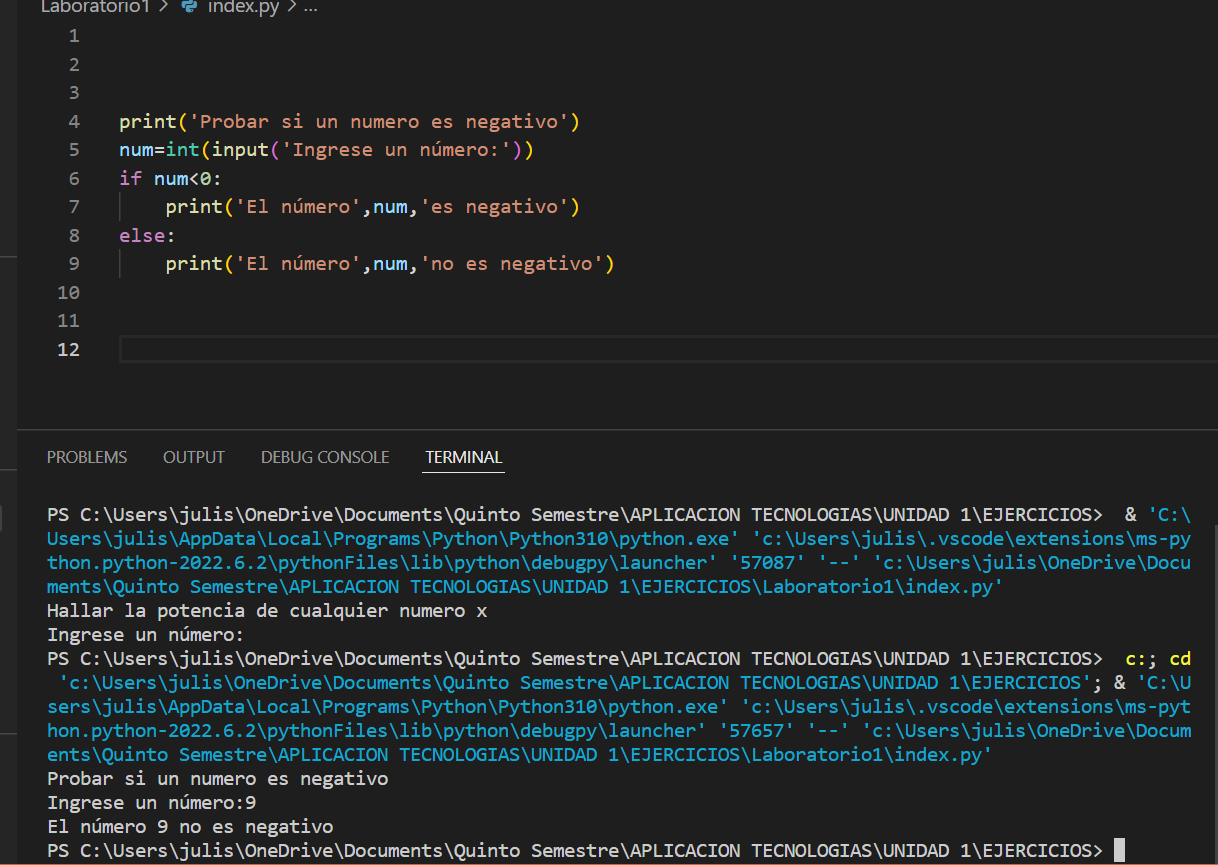 Laboratorio1 > index.py > ...
1
2
3
4 print('Probar si un numero es negativo')
5 num=int(input('Ingrese un número:'))
6 if num<0:
7     print('El número',num,'es negativo')
8 else:
9     print('El número',num,'no es negativo')
10
11
12
PROBLEMS OUTPUT DEBUG CONSOLE TERMINAL
PS C:\Users\julis\OneDrive\Documents\Quinto Semestre\APLICACION TECNOLOGIAS\UNIDAD 1\EJERCICIOS>  & 'C:\
Users\julis\AppData\Local\Programs\Python\Python310\python.exe' 'c:\Users\julis\.vscode\extensions\ms-py
thon.python-2022.6.2\pythonFiles\lib\python\debugpy\launcher' '57087' '--' 'c:\Users\julis\OneDrive\Docu
ments\Quinto Semestre\APLICACION TECNOLOGIAS\UNIDAD 1\EJERCICIOS\Laboratorio1\index.py'
Hallar la potencia de cualquier numero x
Ingrese un número:
PS C:\Users\julis\OneDrive\Documents\Quinto Semestre\APLICACION TECNOLOGIAS\UNIDAD 1\EJERCICIOS>  c:; cd
 'c:\Users\julis\OneDrive\Documents\Quinto Semestre\APLICACION TECNOLOGIAS\UNIDAD 1\EJERCICIOS'; & 'C:\U
sers\julis\AppData\Local\Programs\Python\Python310\python.exe' 'c:\Users\julis\.vscode\extensions\ms-pyt
hon.python-2022.6.2\pythonFiles\lib\python\debugpy\launcher' '57657' '--' 'c:\Users\julis\OneDrive\Docum
ents\Quinto Semestre\APLICACION TECNOLOGIAS\UNIDAD 1\EJERCICIOS\Laboratorio1\index.py'
Probar si un numero es negativo
Ingrese un número:9
El número 9 no es negativo
PS C:\Users\julis\OneDrive\Documents\Quinto Semestre\APLICACION TECNOLOGIAS\UNIDAD 1\EJERCICIOS>